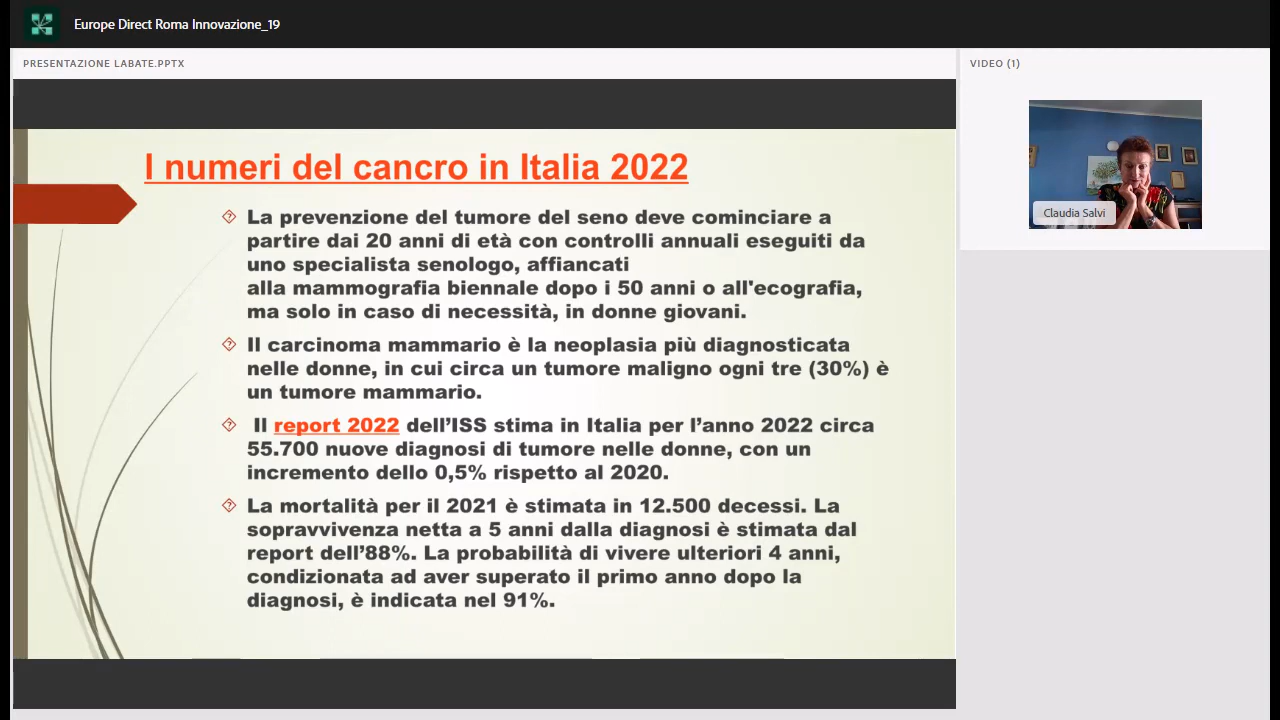 Europe Direct Roma Innovazione_19
PRESENTAZIONE LABATE.PPTX
VIDEO (1)
I numeri del cancro in Italia 2022
La prevenzione del tumore del seno deve cominciare a
partire dai 20 anni di età con controlli annuali eseguiti da
uno specialista senologo, affiancati
alla mammografia biennale dopo i 50 anni o all'ecografia,
ma solo in caso di necessità, in donne giovani.
Il carcinoma mammario è la neoplasia più diagnosticata
nelle donne, in cui circa un tumore maligno ogni tre (30%) è
un tumore mammario.
Il report 2022 dell’ISS stima in Italia per l’anno 2022 circa
55.700 nuove diagnosi di tumore nelle donne, con un
incremento dello 0,5% rispetto al 2020.
La mortalità per il 2021 è stimata in 12.500 decessi. La
sopravvivenza netta a 5 anni dalla diagnosi è stimata dal
report dell’88%. La probabilità di vivere ulteriori 4 anni,
condizionata ad aver superato il primo anno dopo la
diagnosi, è indicata nel 91%.
Claudia Salvi